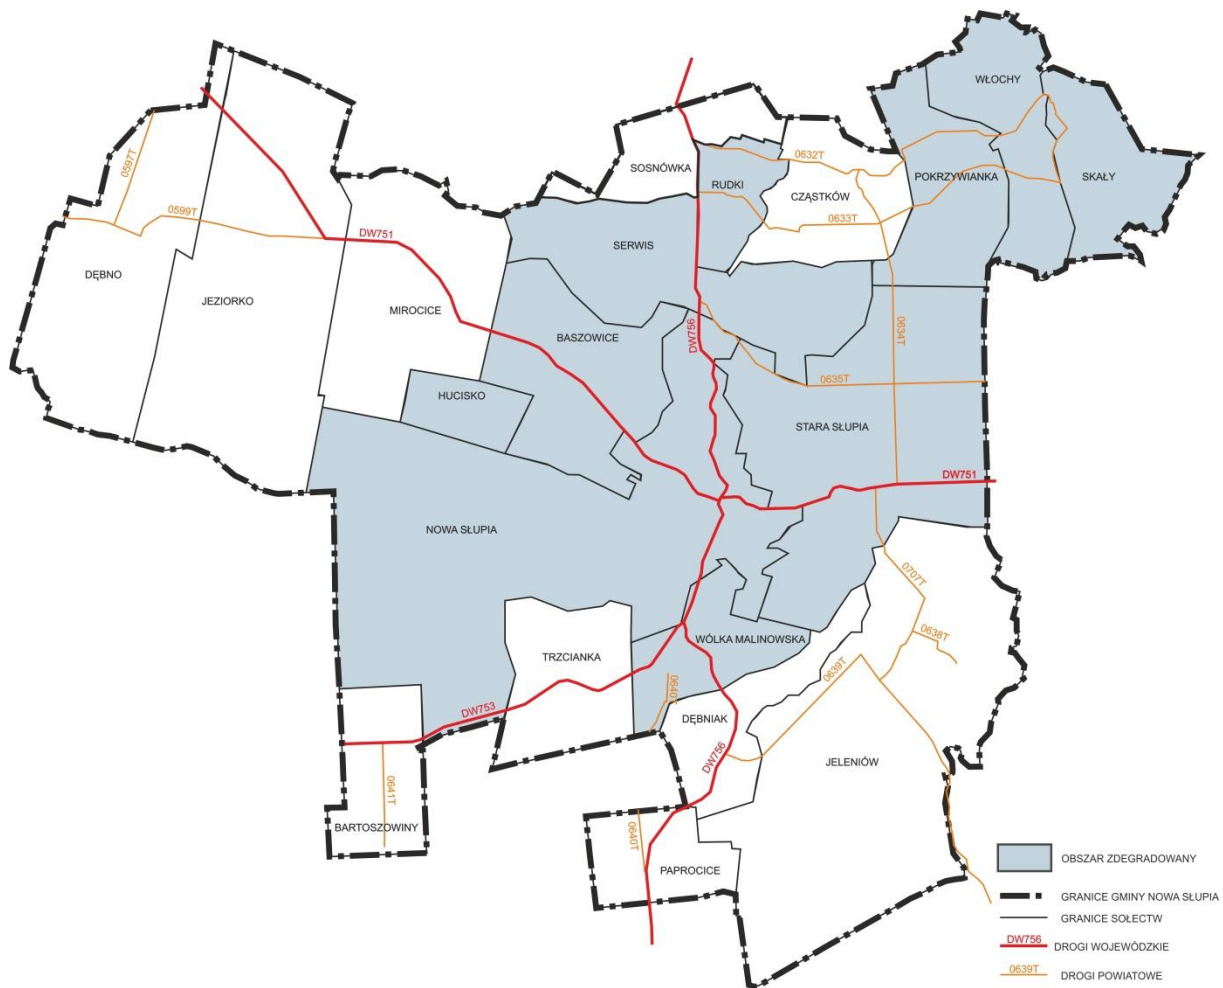 WŁOCHY
0597T
0632T
SOSNÓWKA
RUDKI
POKRZYWIANKA
SKAŁY
CZĄSTKÓW
0599T
0633T
DW751
SERWIS
DĘBNO
JEZIORKO
MIROCICE
BASZOWICE
DW756
0634T
0635T
HUCISKO
STARA SŁUPIA
DW751
NOWA SŁUPIA
0707T
0638T
WÓLKA MALINOWSKA
TRZCIANKA
0639T
0640T
DW753
DĘBNIAK
DW756
JELENIÓW
0641T
BARTOSZOWINY
0640T
PAPROCICE
OBSZAR ZDEGRADOWANY
GRANICE GMINY NOWA SŁUPIA
GRANICE SOŁECTW
DW756
DROGI WOJEWÓDZKIE
0639T
DROGI POWIATOWE